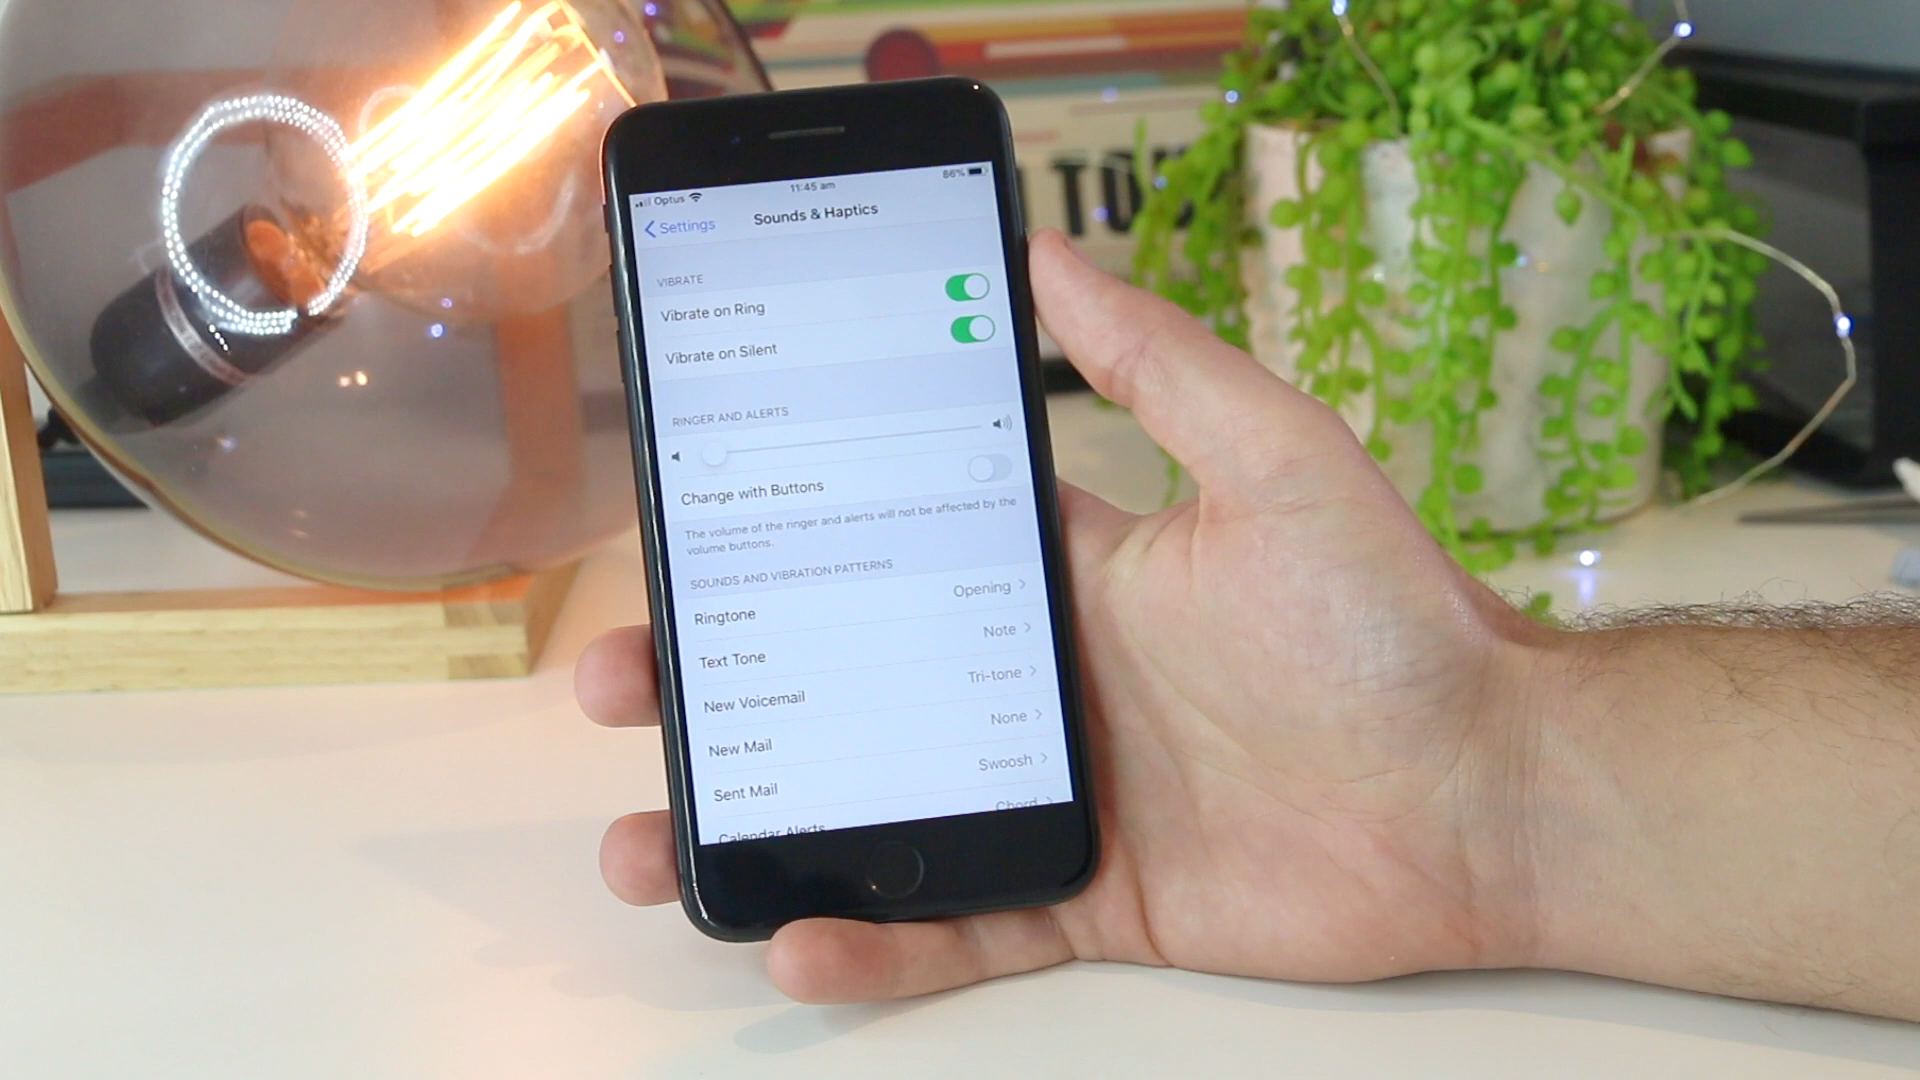 Optus 11:45 am 86%
Settings Sounds & Haptics
VIBRATE
Vibrate on Ring
Vibrate on Silent
RINGER AND ALERTS
Change with Buttons
The volume of the ringer and alerts will not be affected by the
volume buttons.
SOUNDS AND VIBRATION PATTERNS
Ringtone Opening
Text Tone Note
New Voicemail Tri-tone
New Mail None
Sent Mail Swoosh
Calendar Alerts Chord